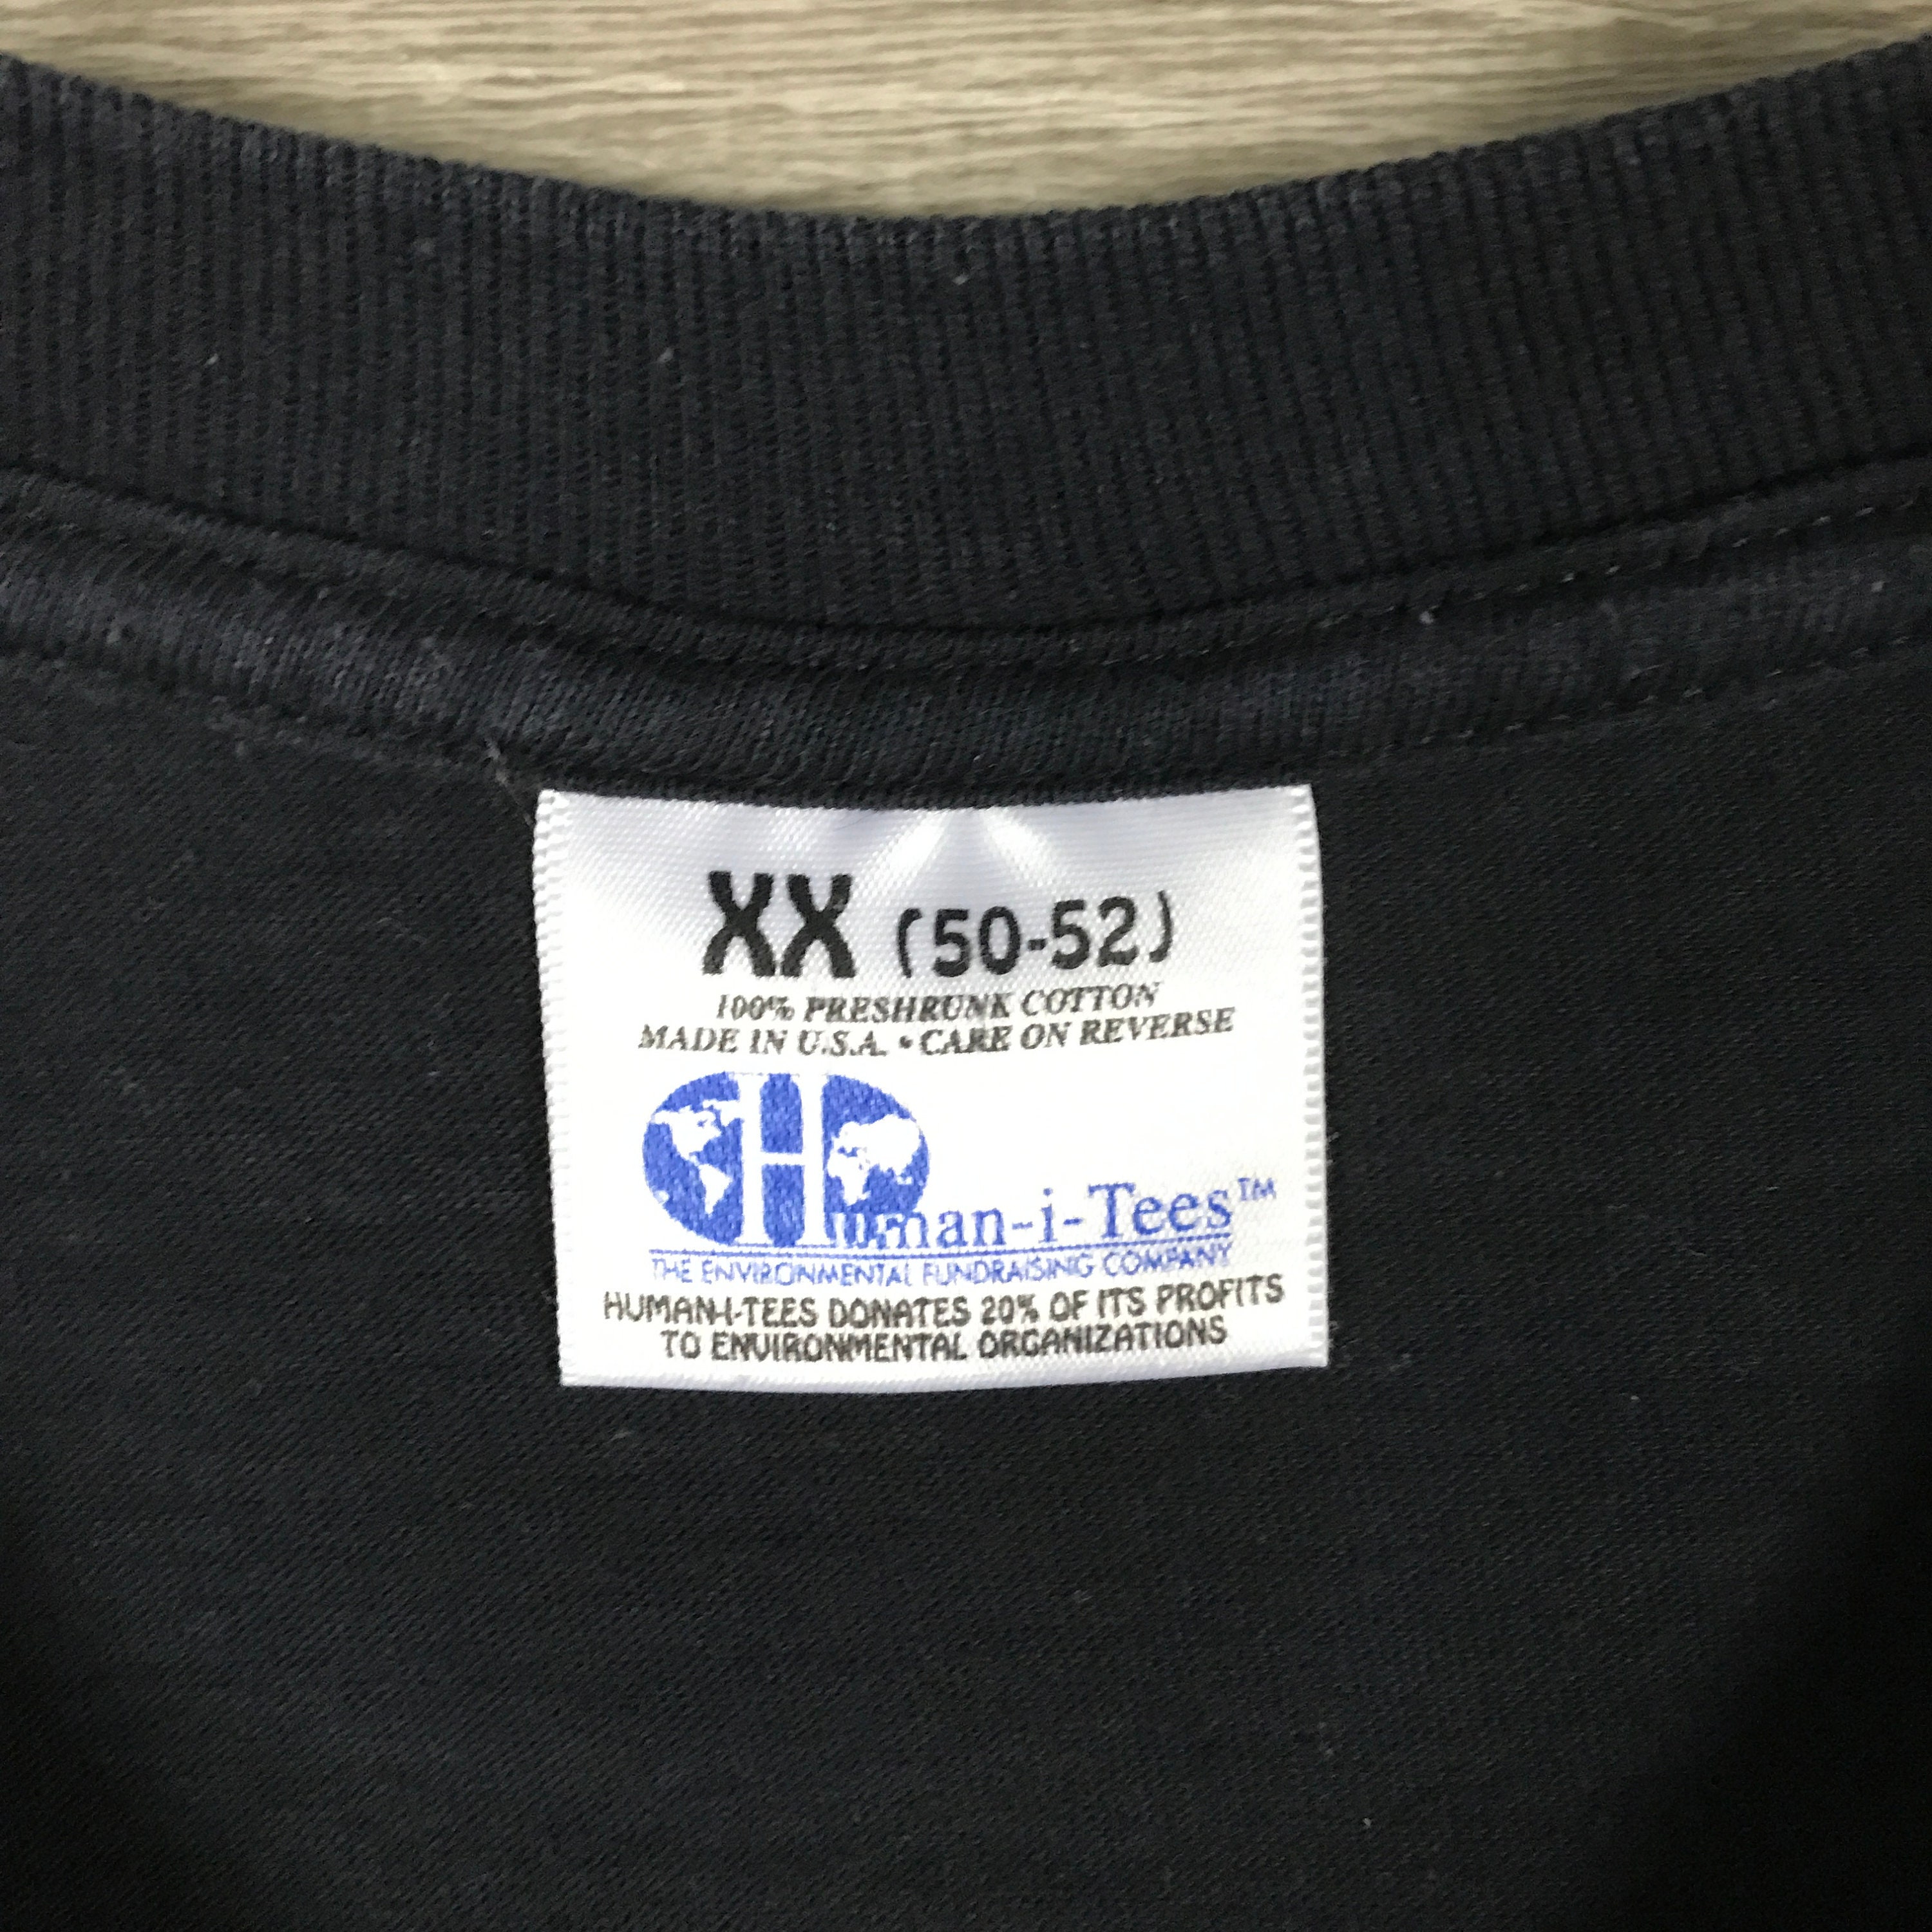 XX (50-52)
100% PRESHRUNK COTTON
MADE IN U.S.A. • CARE ON REVERSE
Human-i-Tees™
THE ENVIRONMENTAL FUNDRAISING COMPANY
HUMAN-I-TEES DONATES 20% OF ITS PROFITS
TO ENVIRONMENTAL ORGANIZATIONS